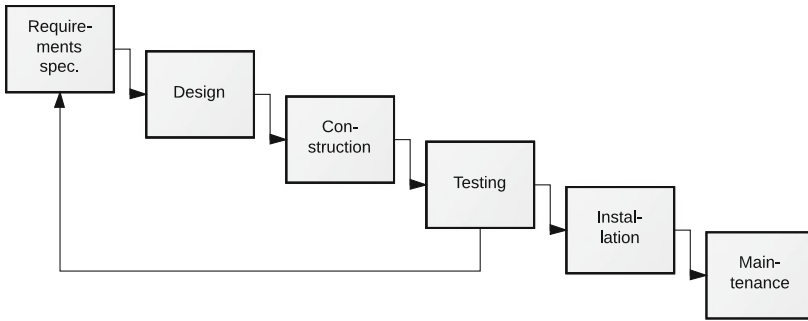 Require-
ments
spec.
Design
Con-
struction
Testing
Instal-
lation
Main-
tenance